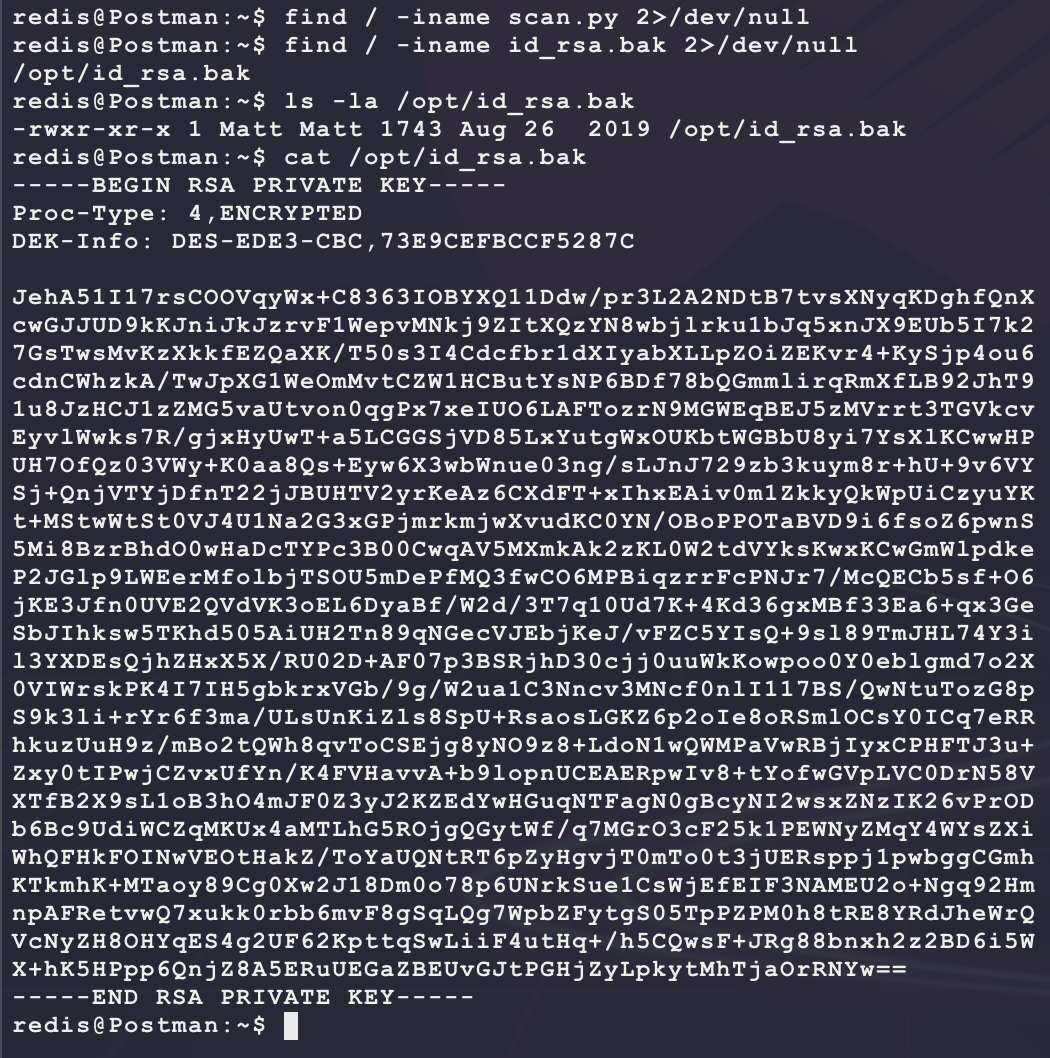 redis@Postman:~$ find / -iname scan.py 2>/dev/null
redis@Postman:~$ find / -iname id_rsa.bak 2>/dev/null
/opt/id_rsa.bak
redis@Postman:~$ ls -la /opt/id_rsa.bak
-rwxr-xr-x 1 Matt Matt 1743 Aug 26  2019 /opt/id_rsa.bak
redis@Postman:~$ cat /opt/id_rsa.bak
-----BEGIN RSA PRIVATE KEY-----
Proc-Type: 4,ENCRYPTED
DEK-Info: DES-EDE3-CBC,73E9CEFBCCF5287C
JehA51I17rsCOOVqyWx+C8363IOBYXQ11Ddw/pr3L2A2NDtB7tvsXNyqKDghfQnX
cwGJJUD9kKJniJkJzrvF1WepvMNkj9ZItXQzYN8wbjlrku1bJq5xnJX9EUb5I7k2
7GsTwsMvKzXkkfEZQaXK/T50s3I4Cdcfbr1dXIyabXLLpZOiZEKvr4+KySjp4ou6
cdnCWhzkA/TwJpXG1WeOmMvtCZW1HCButYsNP6BDf78bQGmmlirqRmXfLB92JhT9
1u8JzHCJ1zZMG5vaUtvon0qgPx7xeIUO6LAFTozrN9MGWEqBEJ5zMVrrt3TGVkcv
EyvlWwks7R/gjxHyUwT+a5LCGGSjVD85LxYutgWxOUKbtWGBbU8yi7YsXlKCwwHP
UH7OfQz03VWy+K0aa8Qs+Eyw6X3wbWnue03ng/sLJnJ729zb3kuym8r+hU+9v6VY
Sj+QnjVTYjDfnT22jJBUHTV2yrKeAz6CXdFT+xIhxEAiv0m1ZkkyQkWpUiCzyuYK
t+MStwWtSt0VJ4U1Na2G3xGPjmrkmjwXvudKC0YN/OBoPPOTaBVD9i6fsoZ6pwnS
5Mi8BzrBhdO0wHaDcTYPc3B00CwqAV5MXmkAk2zKL0W2tdVYksKwxKCwGmWlpdke
P2JGlp9LWEerMfolbjTSOU5mDePfMQ3fwCO6MPBiqzrrFcPNJr7/McQECb5sf+O6
jKE3Jfn0UVE2QVdVK3oEL6DyaBf/W2d/3T7q10Ud7K+4Kd36gxMBf33Ea6+qx3Ge
SbJIhksw5TKhd505AiUH2Tn89qNGecVJEbjKeJ/vFZC5YIsQ+9sl89TmJHL74Y3i
l3YXDEsQjhZHxX5X/RU02D+AF07p3BSRjhD30cjj0uuWkKowpoo0Y0eblgmd7o2X
0VIWrskPK4I7IH5gbkrxVGb/9g/W2ua1C3Nncv3MNcf0nlI117BS/QwNtuTozG8p
S9k3li+rYr6f3ma/ULsUnKiZls8SpU+RsaosLGKZ6p2oIe8oRSmlOCsY0ICq7eRR
hkuzUuH9z/mBo2tQWh8qvToCSEjg8yNO9z8+LdoN1wQWMPaVwRBjIyxCPHFTJ3u+
Zxy0tIPwjCZvxUfYn/K4FVHavvA+b9lopnUCEAERpwIv8+tYofwGVpLVC0DrN58V
XTfB2X9sL1oB3hO4mJF0Z3yJ2KZEdYwHGuqNTFagN0gBcyNI2wsxZNzIK26vPrOD
b6Bc9UdiWCZqMKUx4aMTLhG5ROjgQGytWf/q7MGrO3cF25k1PEWNyZMqY4WYsZXi
WhQFHkFOINwVEOtHakZ/ToYaUQNtRT6pZyHgvjT0mTo0t3jUERsppj1pwbggCGmh
KTkmhK+MTaoy89Cg0Xw2J18Dm0o78p6UNrkSue1CsWjEfEIF3NAMEU2o+Ngq92Hm
npAFRetvwQ7xukk0rbb6mvF8gSqLQg7WpbZFytgS05TpPZPM0h8tRE8YRdJheWrQ
VcNyZH8OHYqES4g2UF62KpttqSwLiiF4utHq+/h5CQwsF+JRg88bnxh2z2BD6i5W
X+hK5HPpp6QnjZ8A5ERuUEGaZBEUvGJtPGHjZyLpkytMhTjaOrRNYw==
-----END RSA PRIVATE KEY-----
redis@Postman:~$